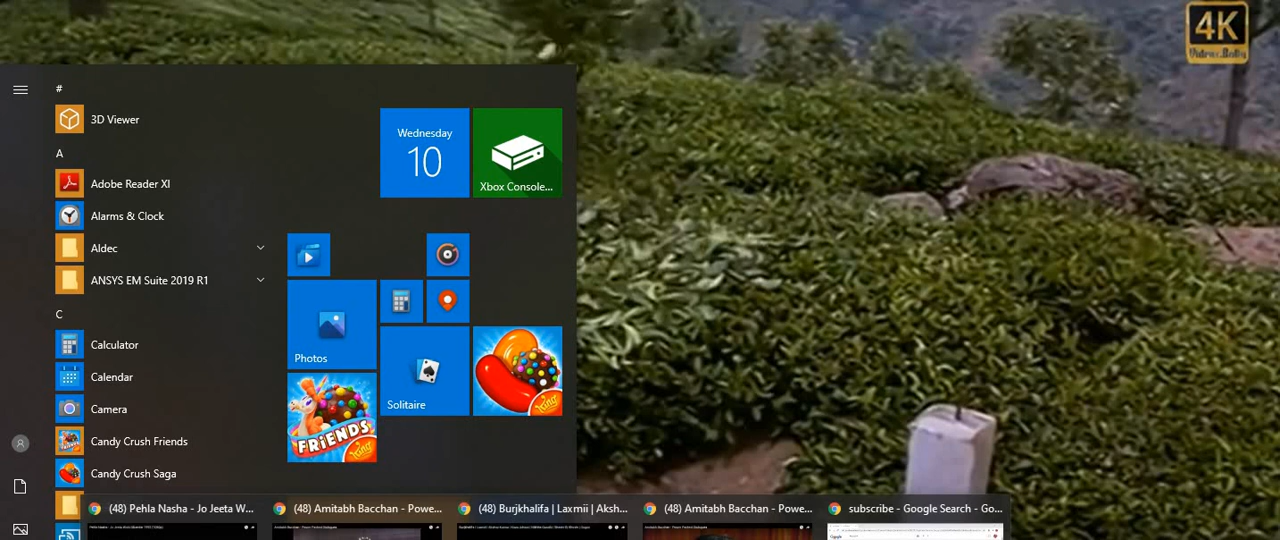 4K
#
3D Viewer
A
Adobe Reader XI
Alarms & Clock
Aldec
ANSYS EM Suite 2019 R1
C
Calculator
Calendar
Camera
Candy Crush Friends
Candy Crush Saga
Wednesday
10
Xbox Console...
Photos
Solitaire
FRIENDS
King
King
(48) Pehla Nasha - Jo Jeeta W...
(48) Amitabh Bacchan - Powe...
(48) Burjkhalifa | Laxmii | Aksh...
(48) Amitabh Bacchan - Powe...
subscribe - Google Search - Go...